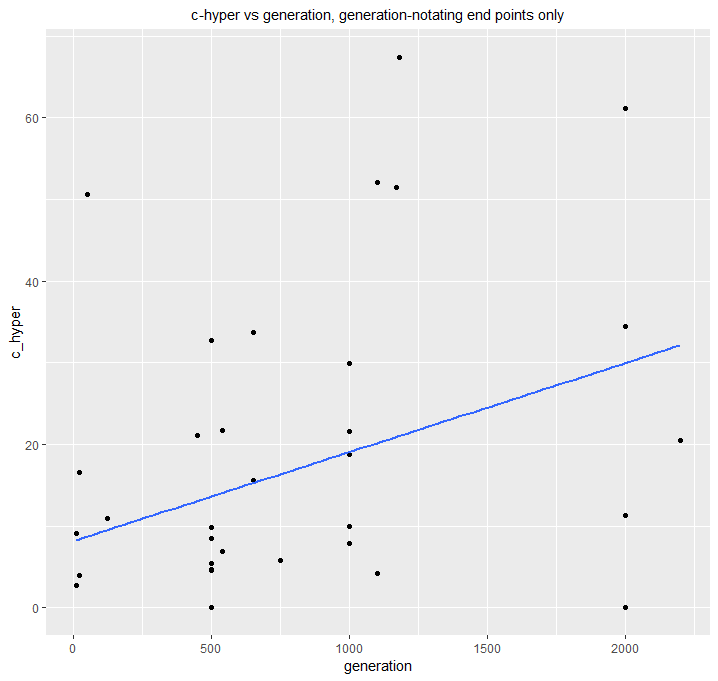 c-hyper vs generation, generation-notating end points only
60
40
20
0
c_hyper
0 500 1000 1500 2000
generation